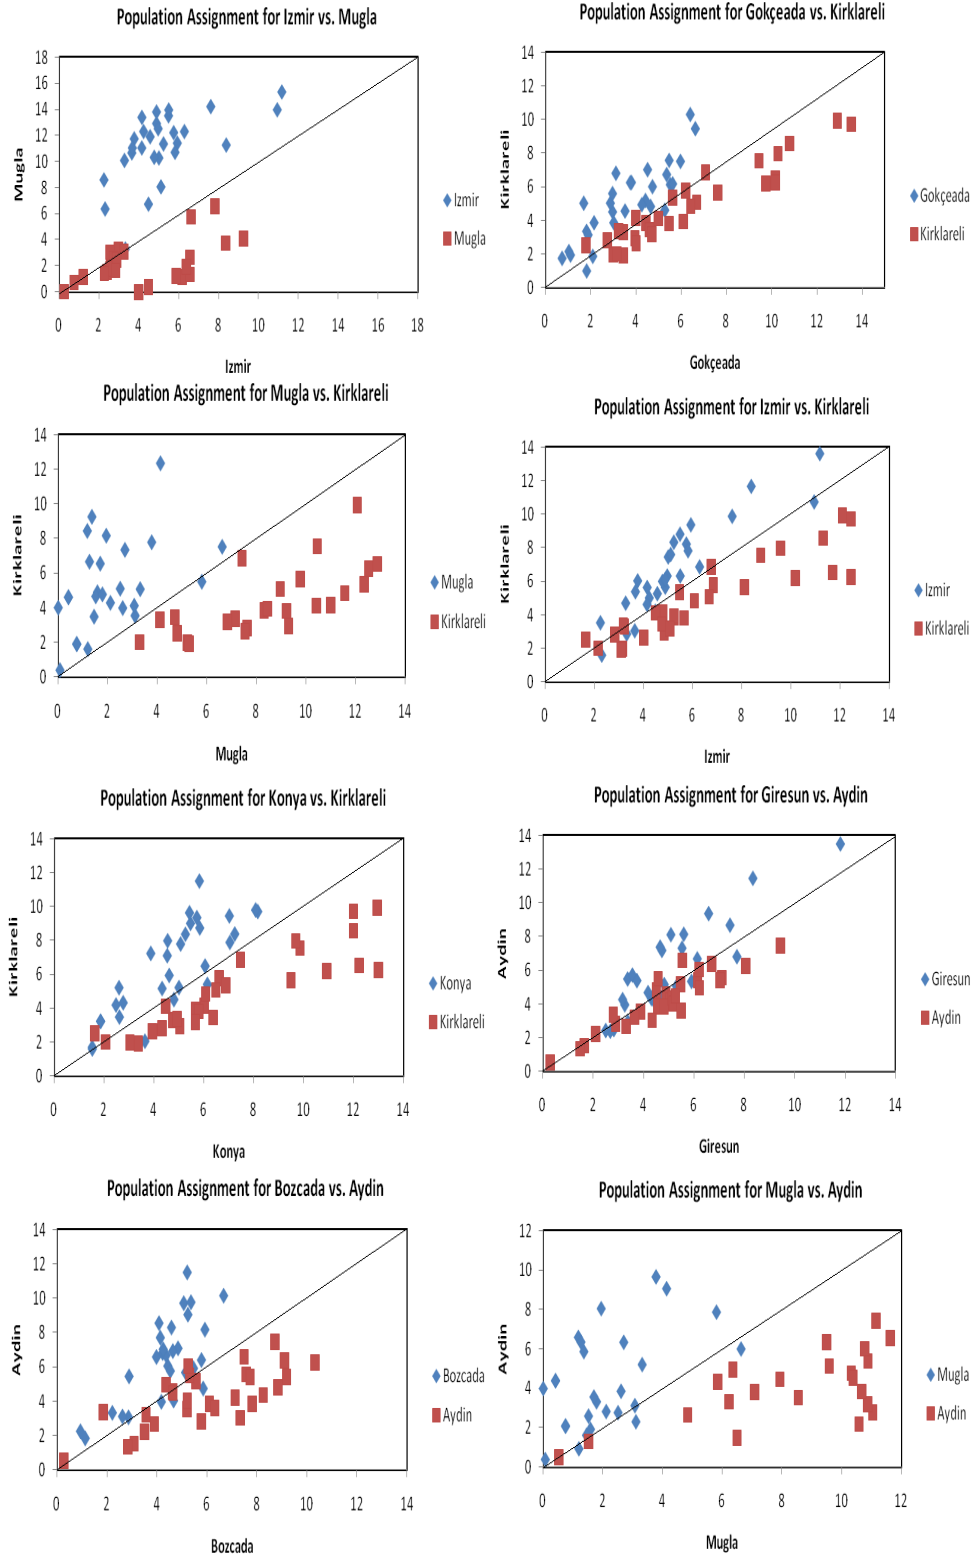 Population Assignment for Izmir vs. Mugla
18
16
14
12
10
8
6
4
2
0
0 2 4 6 8 10 12 14 16 18
Mugla
Izmir
Izmir
Mugla
Population Assignment for Gokçeada vs. Kirklareli
14
12
10
8
6
4
2
0
0 2 4 6 8 10 12 14
Kirklareli
Gokçeada
Gokçeada
Kirklareli
Population Assignment for Mugla vs. Kirklareli
14
12
10
8
6
4
2
0
0 2 4 6 8 10 12 14
Kirklareli
Mugla
Mugla
Kirklareli
Population Assignment for Izmir vs. Kirklareli
14
12
10
8
6
4
2
0
0 2 4 6 8 10 12 14
Kirklareli
Izmir
Izmir
Kirklareli
Population Assignment for Konya vs. Kirklareli
14
12
10
8
6
4
2
0
0 2 4 6 8 10 12 14
Kirklareli
Konya
Konya
Kirklareli
Population Assignment for Giresun vs. Aydin
14
12
10
8
6
4
2
0
0 2 4 6 8 10 12 14
Aydin
Giresun
Giresun
Aydin
Population Assignment for Bozcada vs. Aydin
14
12
10
8
6
4
2
0
0 2 4 6 8 10 12 14
Aydin
Bozcada
Bozcada
Aydin
Population Assignment for Mugla vs. Aydin
12
10
8
6
4
2
0
0 2 4 6 8 10 12
Aydin
Mugla
Mugla
Aydin